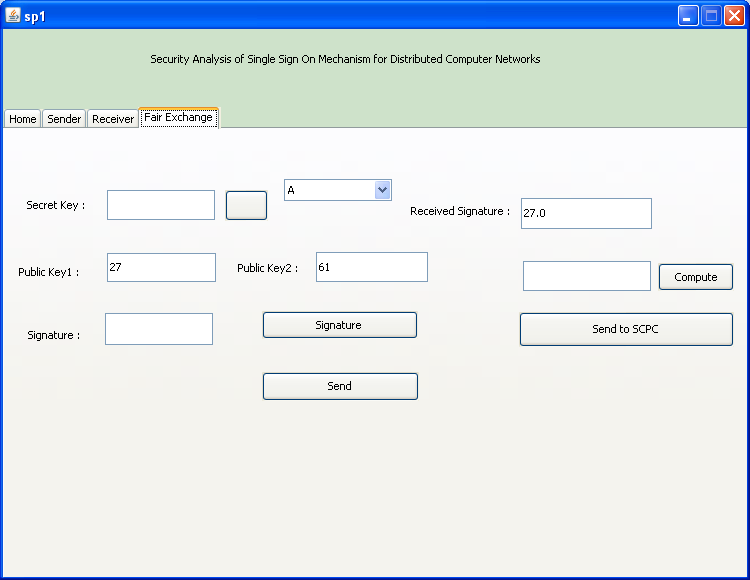 sp1
Security Analysis of Single Sign On Mechanism for Distributed Computer Networks
Home Sender Receiver Fair Exchange
Secret Key :
A
Received Signature : 27.0
Public Key1 : 27 Public Key2 : 61
Compute
Signature : Signature
Send to SCPC
Send